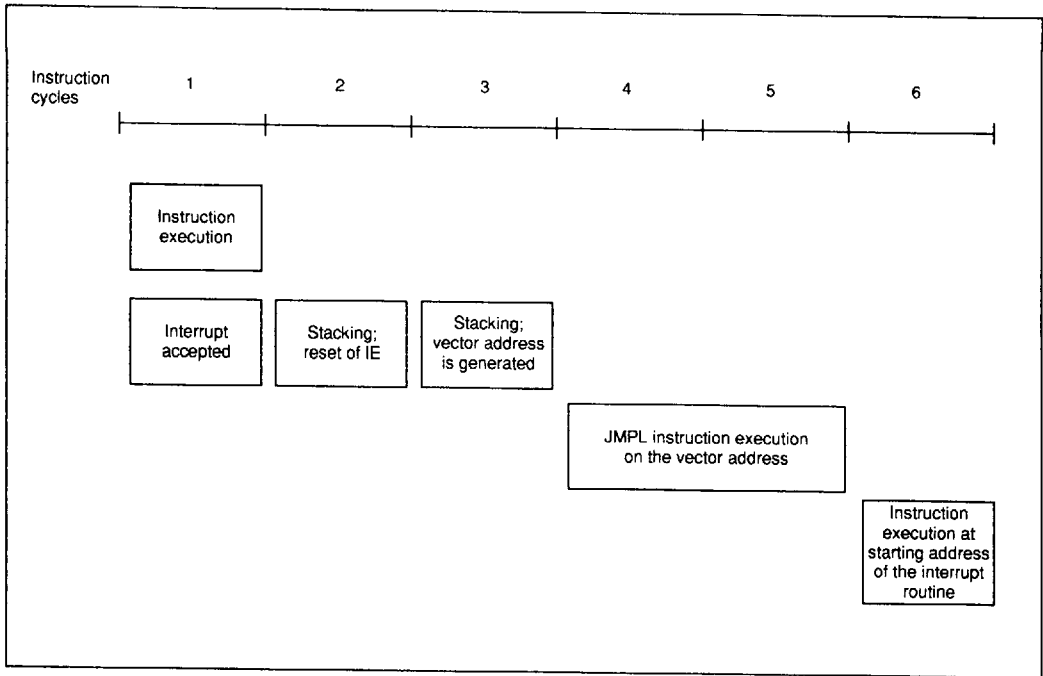 Instruction
cycles
1 2 3 4 5 6
Instruction
execution
Interrupt
accepted
Stacking;
reset of IE
Stacking;
vector address
is generated
JMPL instruction execution
on the vector address
Instruction
execution at
starting address
of the interrupt
routine